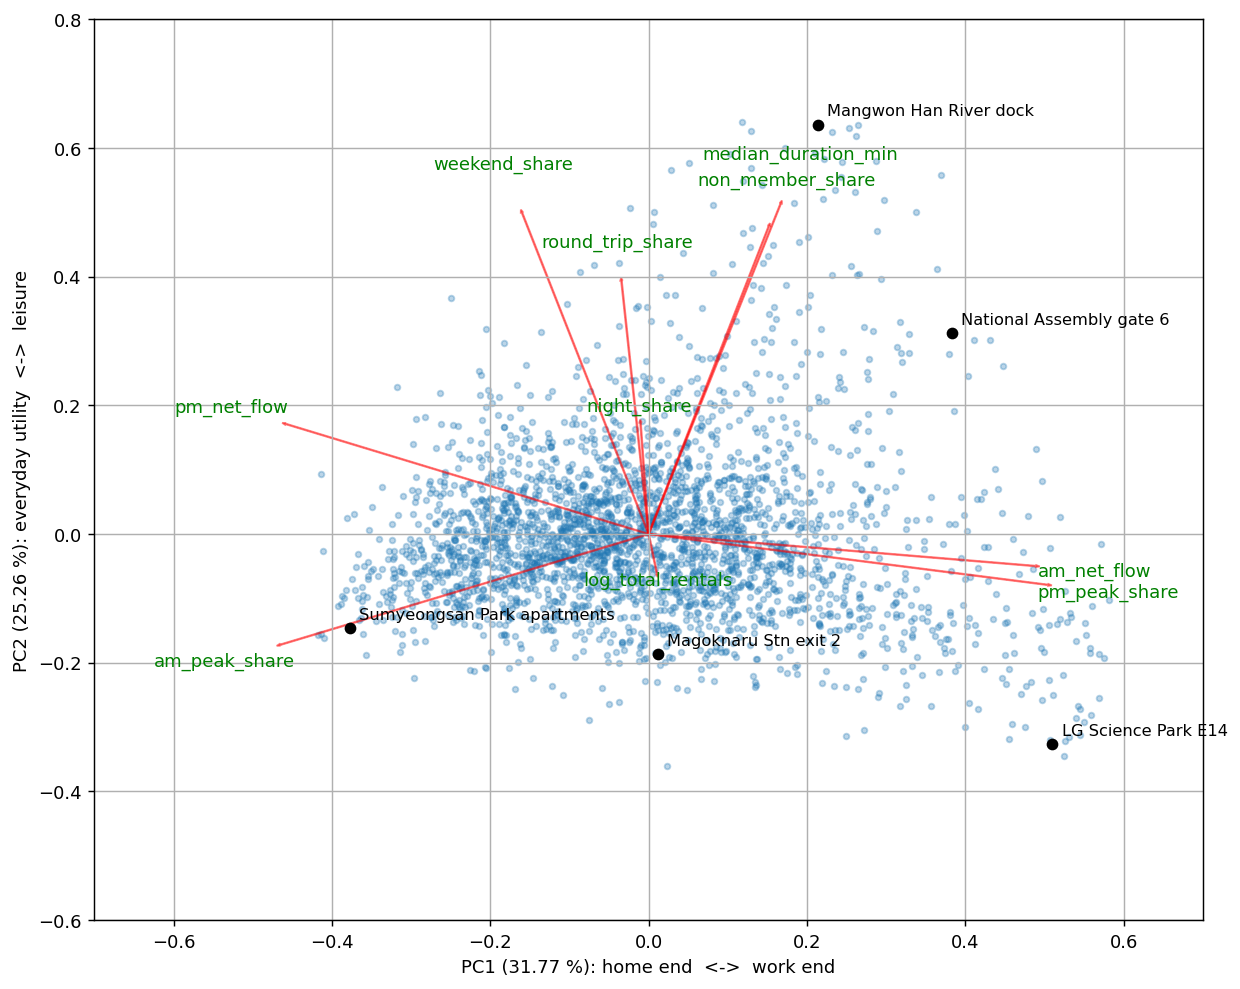 0.8
Mangwon Han River dock
0.6
median_duration_min
weekend_share
non_member_share
round_trip_share
0.4
National Assembly gate 6
0.2
pm_net_flow
night_share
0.0
am_net_flow
log_total_rentals
pm_peak_share
Sumyeongsan Park apartments
Magoknaru Stn exit 2
−0.2
am_peak_share
LG Science Park E14
−0.4
−0.6
PC2 (25.26 %): everyday utility <-> leisure
−0.6
−0.4
−0.2
0.0
0.2
0.4
0.6
PC1 (31.77 %): home end <-> work end